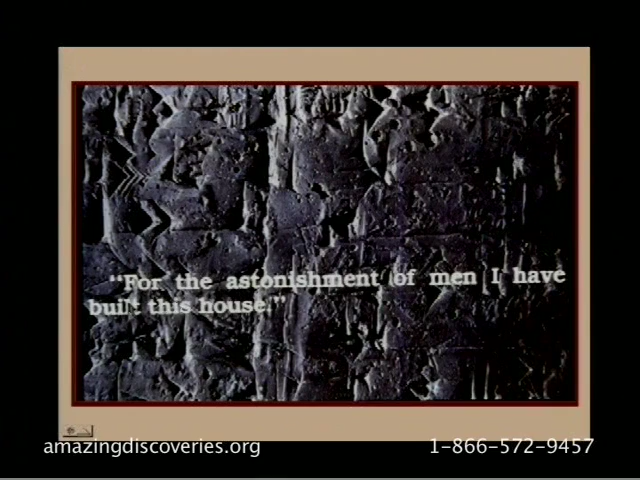 “For the astonishment of men I have
built this house.”
amazingdiscoveries.org
1-866-572-9457